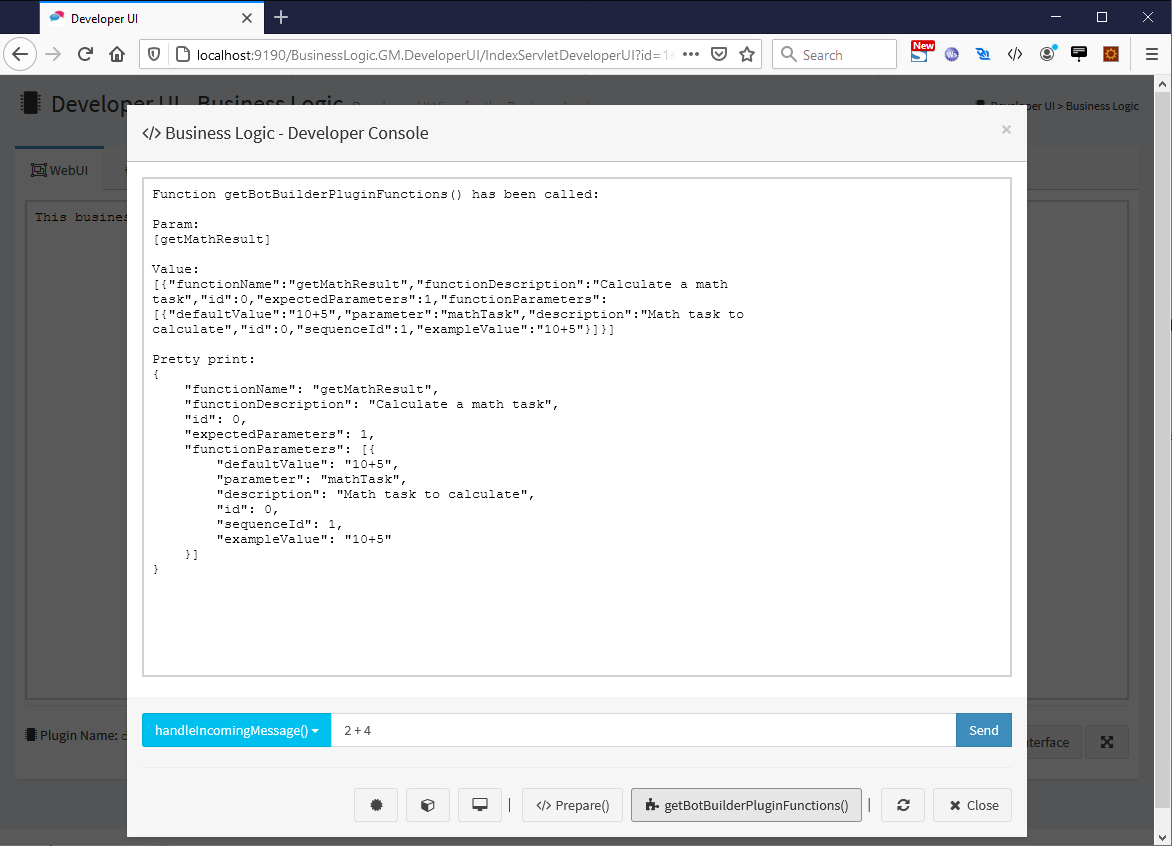 Developer UI
localhost:9190/BusinessLogic.GM.DeveloperUI/IndexServletDeveloperUI?id=
Search
New
Ws
Developer UI - Business Logic
Developer UI > Business Logic
</> Business Logic - Developer Console
×
WebUI
This busines
Function getBotBuilderPluginFunctions() has been called:
Param:
[getMathResult]
Value:
[{"functionName":"getMathResult","functionDescription":"Calculate a math
task","id":0,"expectedParameters":1,"functionParameters":
[{"defaultValue":"10+5","parameter":"mathTask","description":"Math task to
calculate","id":0,"sequenceId":1,"exampleValue":"10+5"}]}]
Pretty print:
{
    "functionName": "getMathResult",
    "functionDescription": "Calculate a math task",
    "id": 0,
    "expectedParameters": 1,
    "functionParameters": [{
        "defaultValue": "10+5",
        "parameter": "mathTask",
        "description": "Math task to calculate",
        "id": 0,
        "sequenceId": 1,
        "exampleValue": "10+5"
    }]
}
handleIncomingMessage() 2 + 4 Send
Plugin Name:
terface
| </> Prepare() getBotBuilderPluginFunctions() | Close